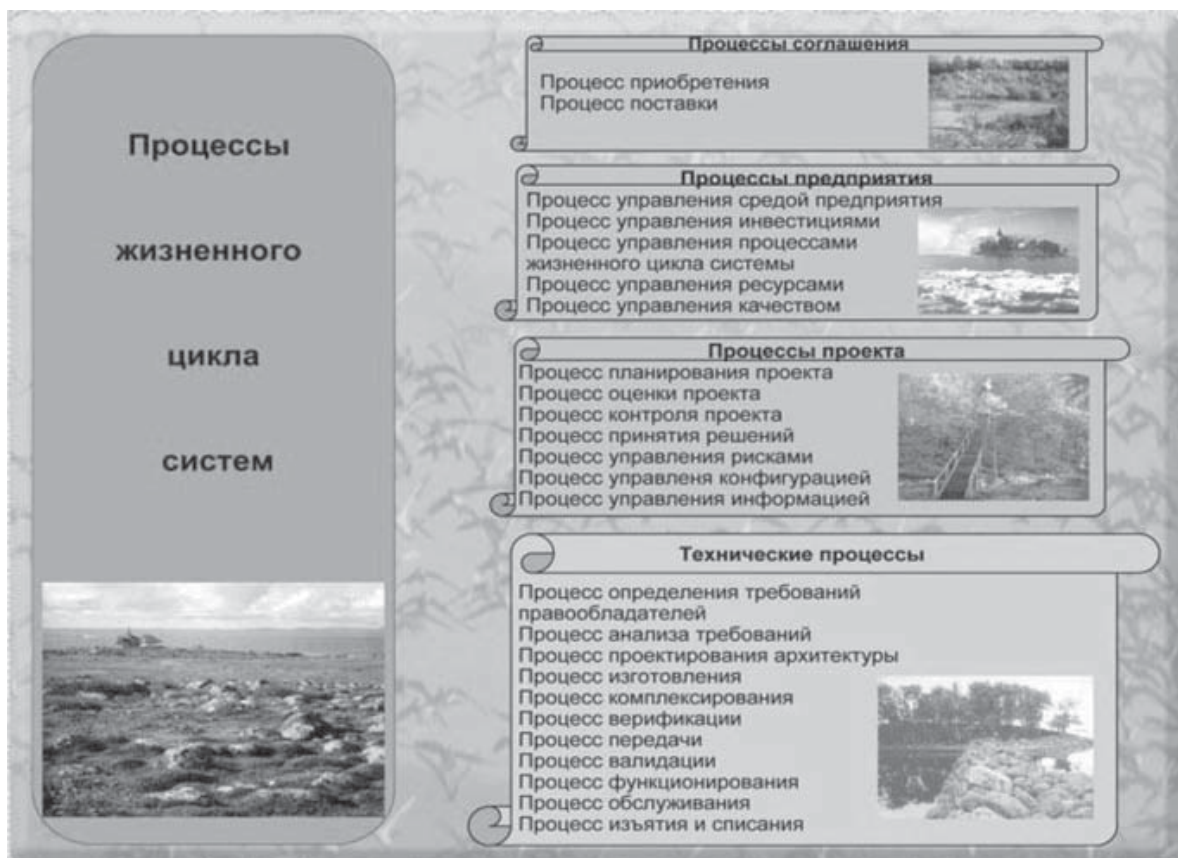 Процессы
жизненного
цикла
систем
Процессы соглашения
Процесс приобретения
Процесс поставки
Процессы предприятия
Процесс управления средой предприятия
Процесс управления инвестициями
Процесс управления процессами
жизненного цикла системы
Процесс управления ресурсами
Процесс управления качеством
Процессы проекта
Процесс планирования проекта
Процесс оценки проекта
Процесс контроля проекта
Процесс принятия решений
Процесс управления рисками
Процесс управленя конфигурацией
Процесс управления информацией
Технические процессы
Процесс определения требований
правообладателей
Процесс анализа требований
Процесс проектирования архитектуры
Процесс изготовления
Процесс комплексирования
Процесс верификации
Процесс передачи
Процесс валидации
Процесс функционирования
Процесс обслуживания
Процесс изъятия и списания